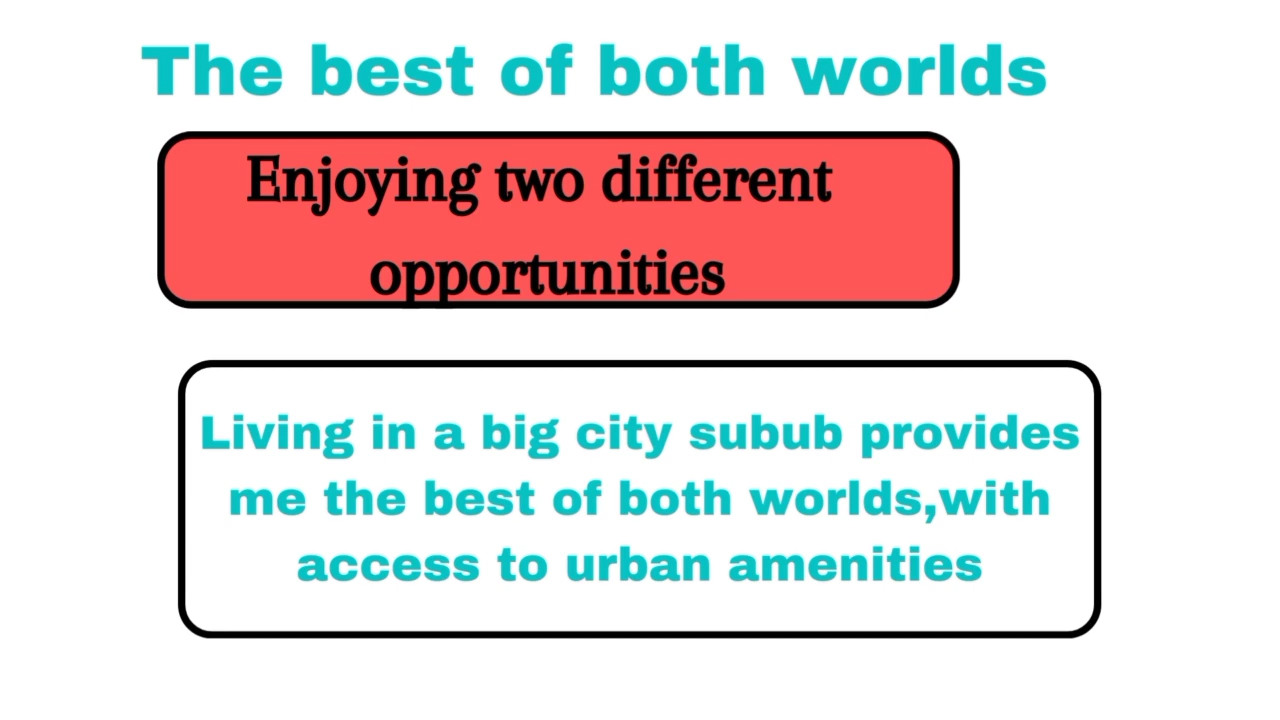 The best of both worlds
Enjoying two different
opportunities
Living in a big city subub provides
me the best of both worlds,with
access to urban amenities